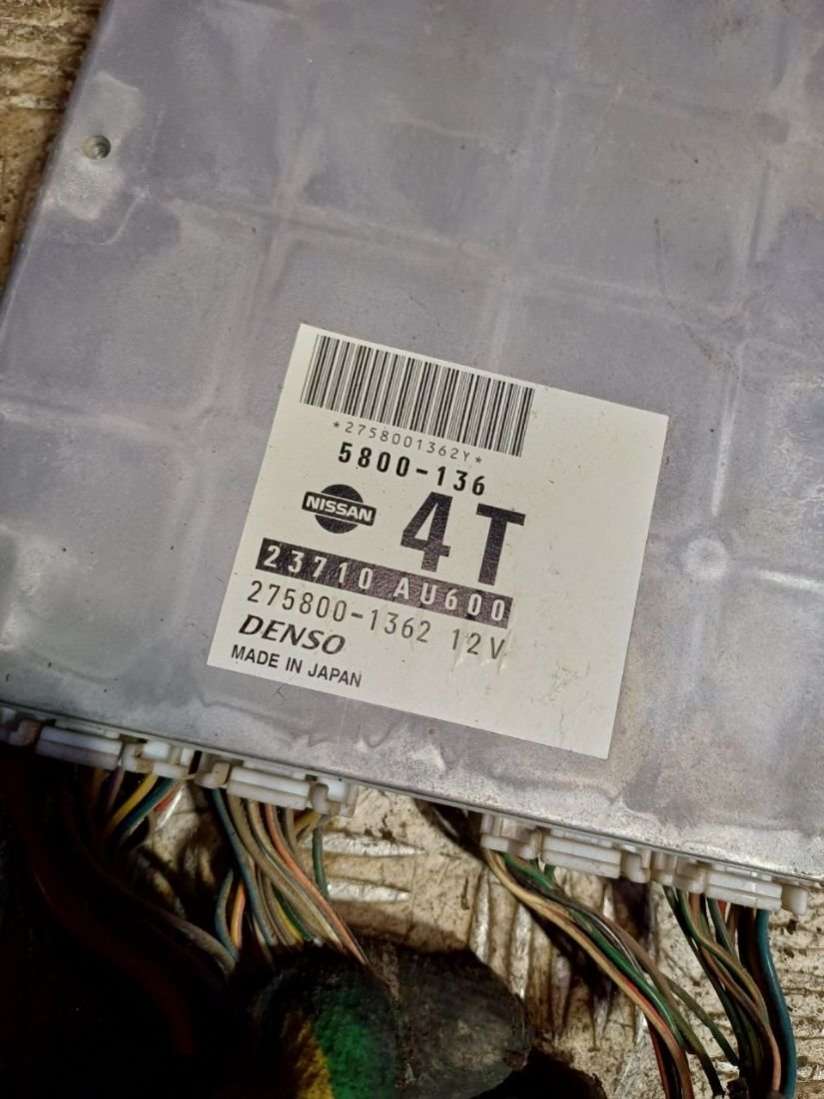 *2758001362Y*
5800-136
NISSAN
4T
23710 AU600
275800-1362 12V
DENSO
MADE IN JAPAN